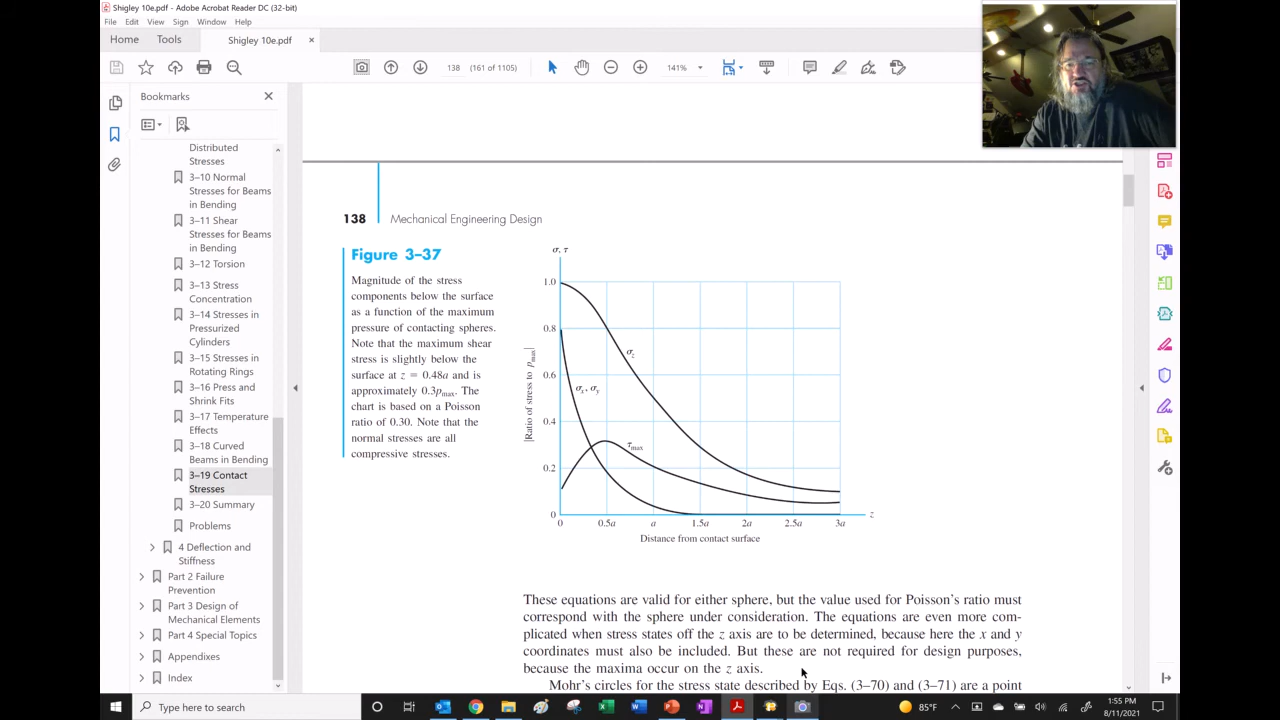 Shigley 10e.pdf - Adobe Acrobat Reader DC (32-bit)
File Edit View Sign Window Help
Home Tools Shigley 10e.pdf ×
138 (161 of 1105) 141%
Bookmarks
Distributed
Stresses
3–10 Normal
Stresses for Beams
in Bending
3–11 Shear
Stresses for Beams
in Bending
3–12 Torsion
3–13 Stress
Concentration
3–14 Stresses in
Pressurized
Cylinders
3–15 Stresses in
Rotating Rings
3–16 Press and
Shrink Fits
3–17 Temperature
Effects
3–18 Curved
Beams in Bending
3–19 Contact
Stresses
3–20 Summary
Problems
4 Deflection and
Stiffness
Part 2 Failure
Prevention
Part 3 Design of
Mechanical Elements
Part 4 Special Topics
Appendixes
Index
138 Mechanical Engineering Design
Figure 3–37
Magnitude of the stress
components below the surface
as a function of the maximum
pressure of contacting spheres.
Note that the maximum shear
stress is slightly below the
surface at z = 0.48a and is
approximately 0.3pmax. The
chart is based on a Poisson
ratio of 0.30. Note that the
normal stresses are all
compressive stresses.
σ, τ
1.0
0.8
0.6
0.4
0.2
0
|Ratio of stress to pmax|
σz
σx, σy
τmax
0 0.5a a 1.5a 2a 2.5a 3a z
Distance from contact surface
These equations are valid for either sphere, but the value used for Poisson's ratio must
correspond with the sphere under consideration. The equations are even more com-
plicated when stress states off the z axis are to be determined, because here the x and y
coordinates must also be included. But these are not required for design purposes,
because the maxima occur on the z axis.
Mohr's circles for the stress state described by Eqs. (3–70) and (3–71) are a point
Type here to search
85°F
1:55 PM
8/11/2021